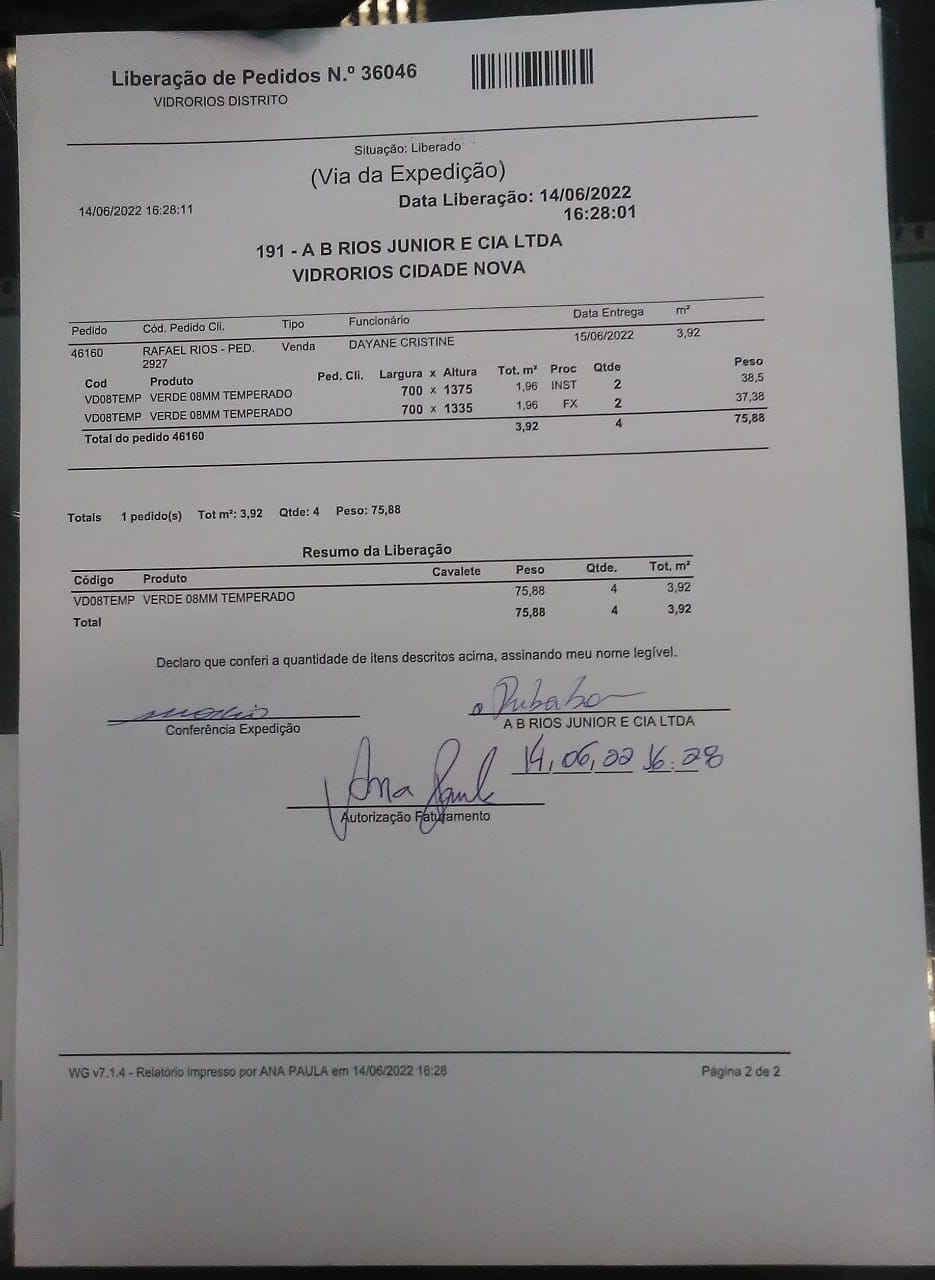 Liberação de Pedidos N.º 36046
VIDRORIOS DISTRITO
Situação: Liberado
(Via da Expedição)
14/06/2022 16:28:11
Data Liberação: 14/06/2022
16:28:01
191 - A B RIOS JUNIOR E CIA LTDA
VIDRORIOS CIDADE NOVA
Pedido Cód. Pedido Cli. Tipo Funcionário Data Entrega m²
46160 RAFAEL RIOS - PED. 2927 Venda DAYANE CRISTINE 15/06/2022 3,92
Cod Produto Ped. Cli. Largura x Altura Tot. m² Proc Qtde Peso
VD08TEMP VERDE 08MM TEMPERADO 700 x 1375 1,96 INST 2 38,5
VD08TEMP VERDE 08MM TEMPERADO 700 x 1335 1,96 FX 2 37,38
Total do pedido 46160 3,92 4 75,88
Totais 1 pedido(s) Tot m²: 3,92 Qtde: 4 Peso: 75,88
Resumo da Liberação
Código Produto Cavalete Peso Qtde. Tot. m²
VD08TEMP VERDE 08MM TEMPERADO 75,88 4 3,92
Total 75,88 4 3,92
Declaro que conferi a quantidade de itens descritos acima, assinando meu nome legível.
Conferência Expedição
A B RIOS JUNIOR E CIA LTDA
14,06,22 16:28
Ana Paula
Autorização Faturamento
WG v7.1.4 - Relatório impresso por ANA PAULA em 14/06/2022 16:28
Página 2 de 2